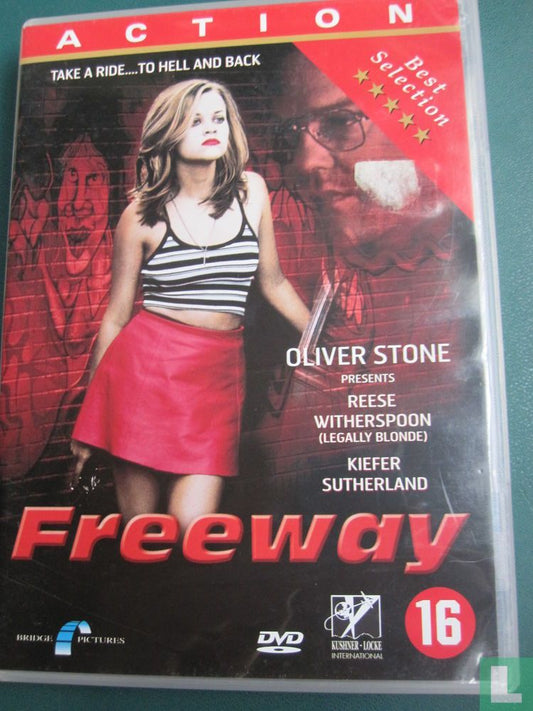 ACTION
TAKE A RIDE....TO HELL AND BACK
Best
Selection
OLIVER STONE
PRESENTS
REESE
WITHERSPOON
(LEGALLY BLONDE)
KIEFER
SUTHERLAND
Freeway
BRIDGE PICTURES
DVD
KUSHNER-LOCKE
INTERNATIONAL
16
L